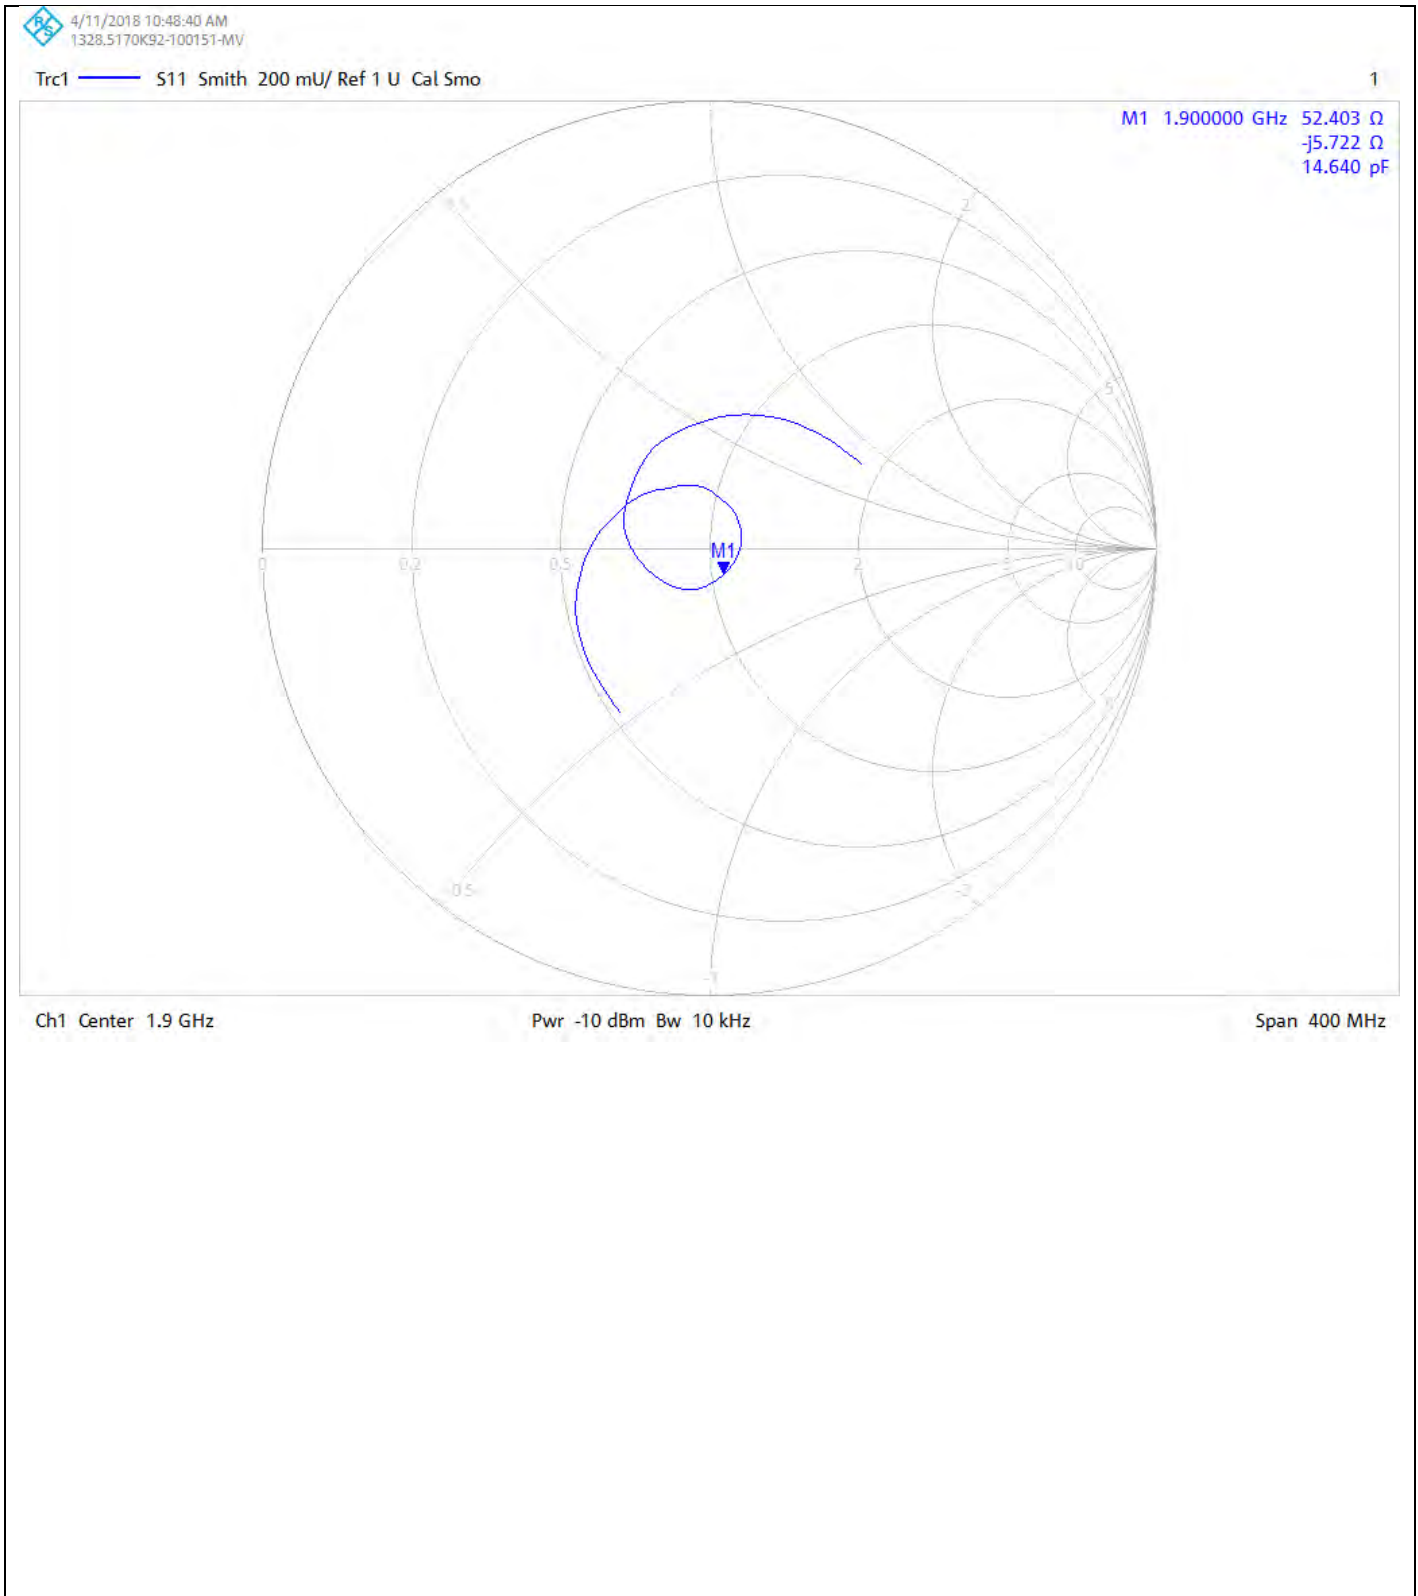 R/S 4/11/2018 10:48:40 AM
1328.5170K92-100151-MV
Trc1 S11 Smith 200 mU/ Ref 1 U Cal Smo 1
M1 1.900000 GHz 52.403 Ω
-j5.722 Ω
14.640 pF
0.5 2
5
M1
0 0.2 0.5 2 5 10
-5
-0.5 -2
-1
Ch1 Center 1.9 GHz Pwr -10 dBm Bw 10 kHz Span 400 MHz